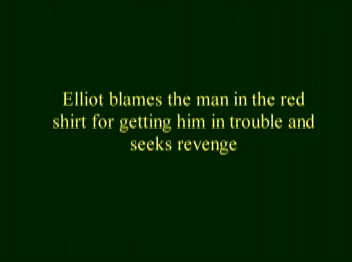 Elliot blames the man in the red
shirt for getting him in trouble and
seeks revenge